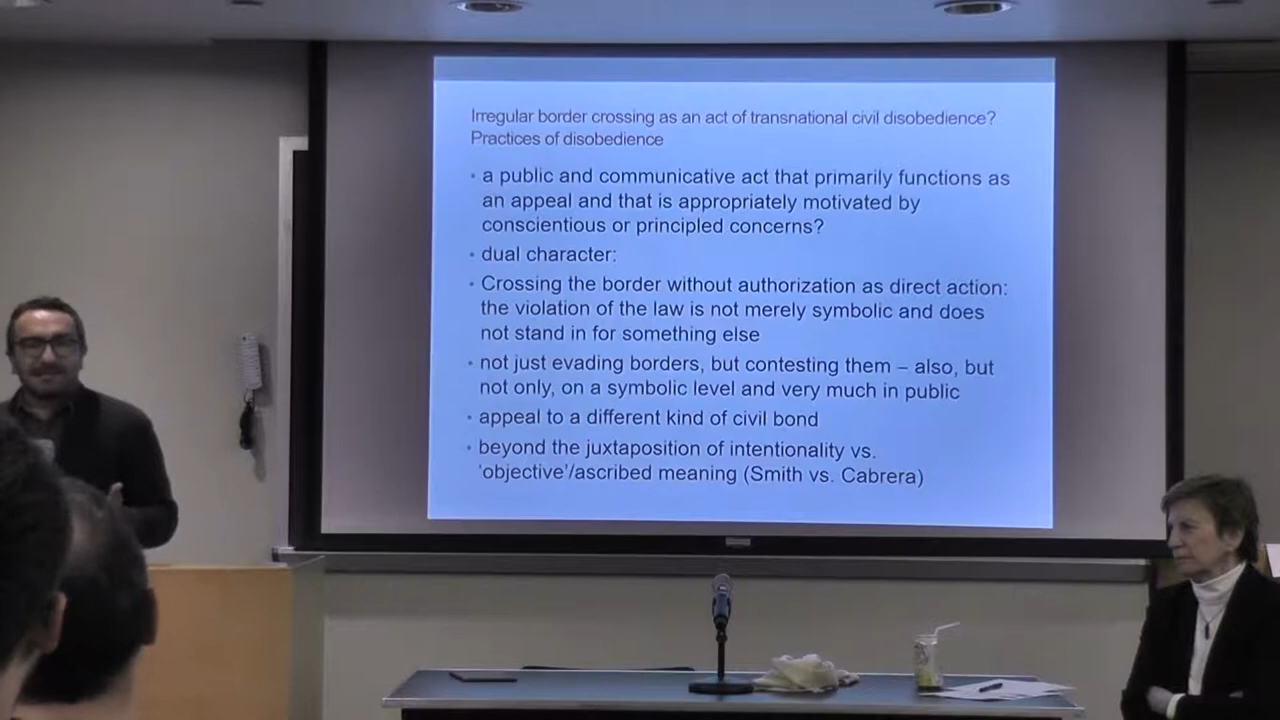 Irregular border crossing as an act of transnational civil disobedience?
Practices of disobedience
• a public and communicative act that primarily functions as
an appeal and that is appropriately motivated by
conscientious or principled concerns?
• dual character:
• Crossing the border without authorization as direct action:
the violation of the law is not merely symbolic and does
not stand in for something else
• not just evading borders, but contesting them – also, but
not only, on a symbolic level and very much in public
• appeal to a different kind of civil bond
• beyond the juxtaposition of intentionality vs.
'objective'/ascribed meaning (Smith vs. Cabrera)